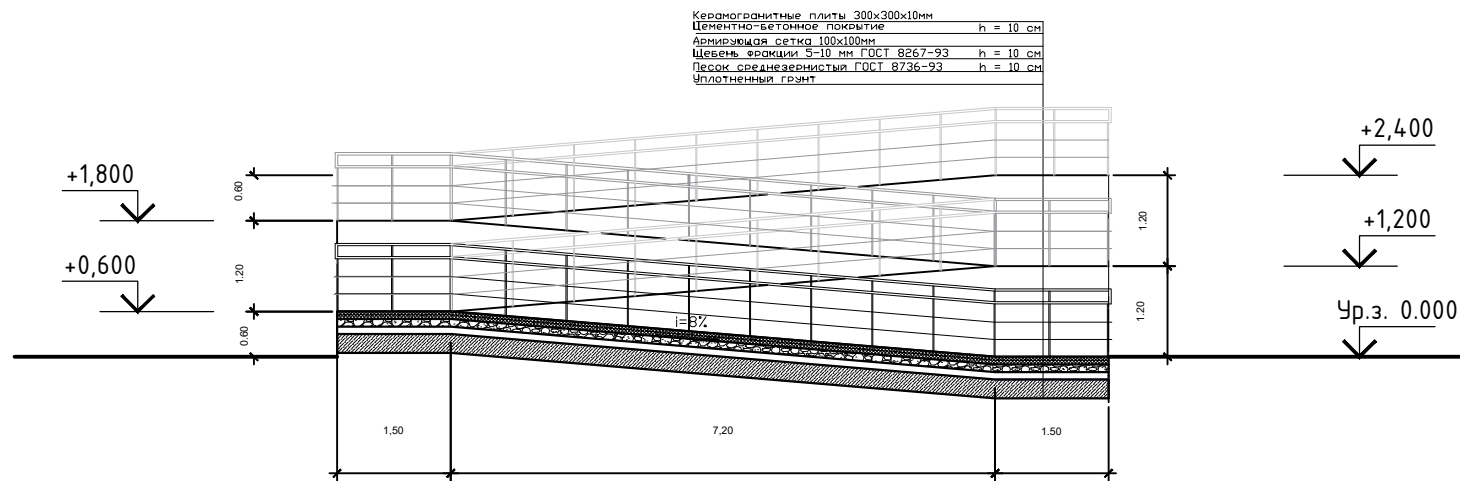 Керамогранитные плиты 300х300х10мм
Цементно-бетонное покрытие h = 10 см
Армирующая сетка 100х100мм
Щебень фракции 5-10 мм ГОСТ 8267-93 h = 10 см
Песок среднезернистый ГОСТ 8736-93 h = 10 см
Уплотненный грунт
+2,400
+1,800
0.60
1.20
+1,200
+0,600
1.20
1.20
Ур.з. 0.000
i=8%
0.60
1,50
7,20
1.50